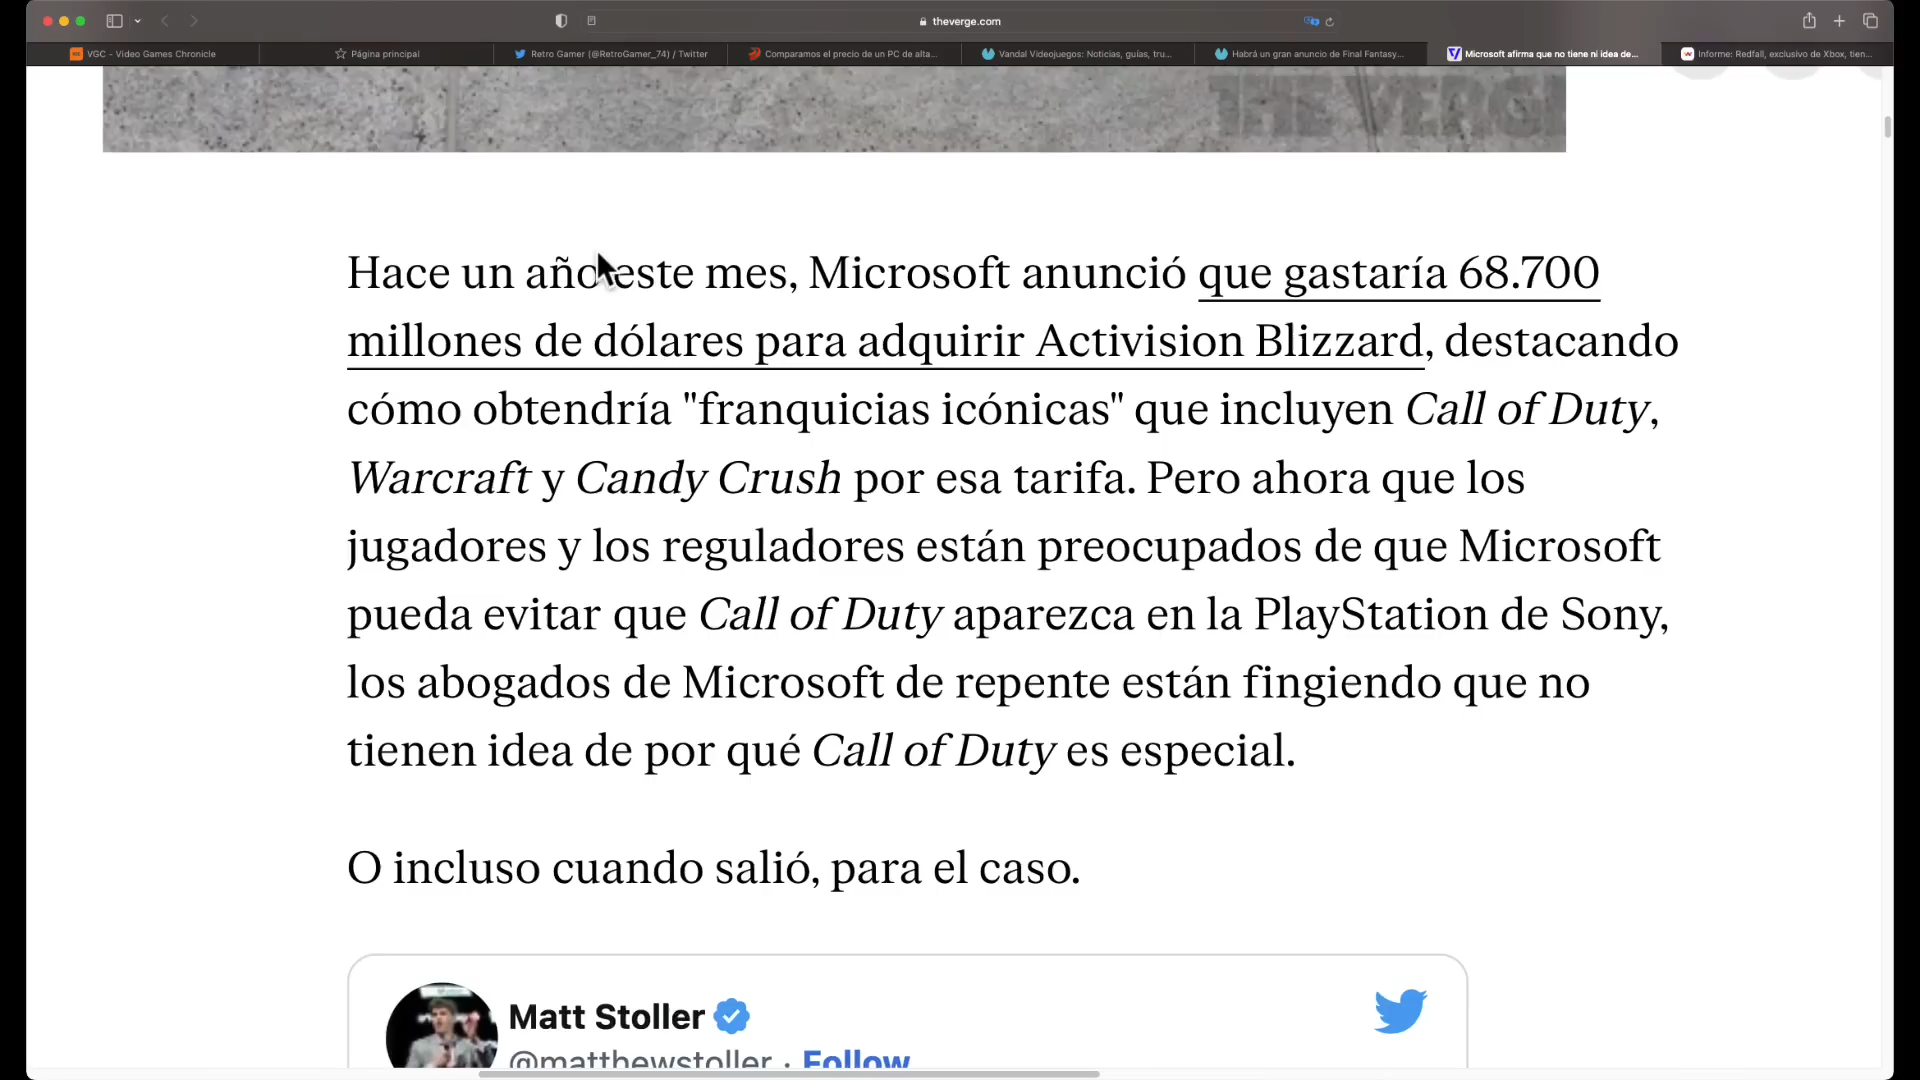 theverge.com
VGC - Video Games Chronicle
Página principal
Retro Gamer (@RetroGamer_74) / Twitter
Comparamos el precio de un PC de alta...
Vandal Videojuegos: Noticias, guías, tru...
Habrá un gran anuncio de Final Fantasy...
Microsoft afirma que no tiene ni idea de...
Informe: Redfall, exclusivo de Xbox, tien...
THE VERGE
Hace un año este mes, Microsoft anunció que gastaría 68.700
millones de dólares para adquirir Activision Blizzard, destacando
cómo obtendría "franquicias icónicas" que incluyen Call of Duty,
Warcraft y Candy Crush por esa tarifa. Pero ahora que los
jugadores y los reguladores están preocupados de que Microsoft
pueda evitar que Call of Duty aparezca en la PlayStation de Sony,
los abogados de Microsoft de repente están fingiendo que no
tienen idea de por qué Call of Duty es especial.
O incluso cuando salió, para el caso.
Matt Stoller
@matthewstoller · Follow